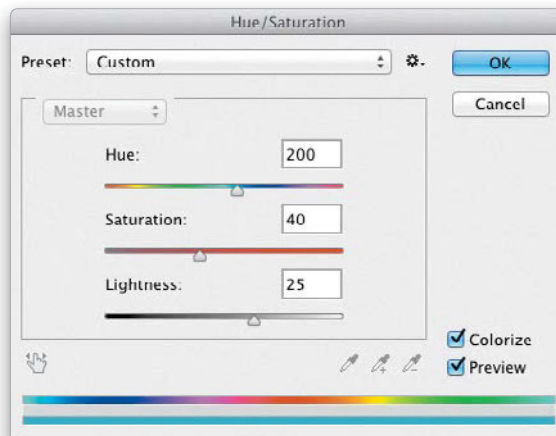 Hue/Saturation
Preset: Custom
OK
Cancel
Master
Hue: 200
Saturation: 40
Lightness: 25
Colorize
Preview